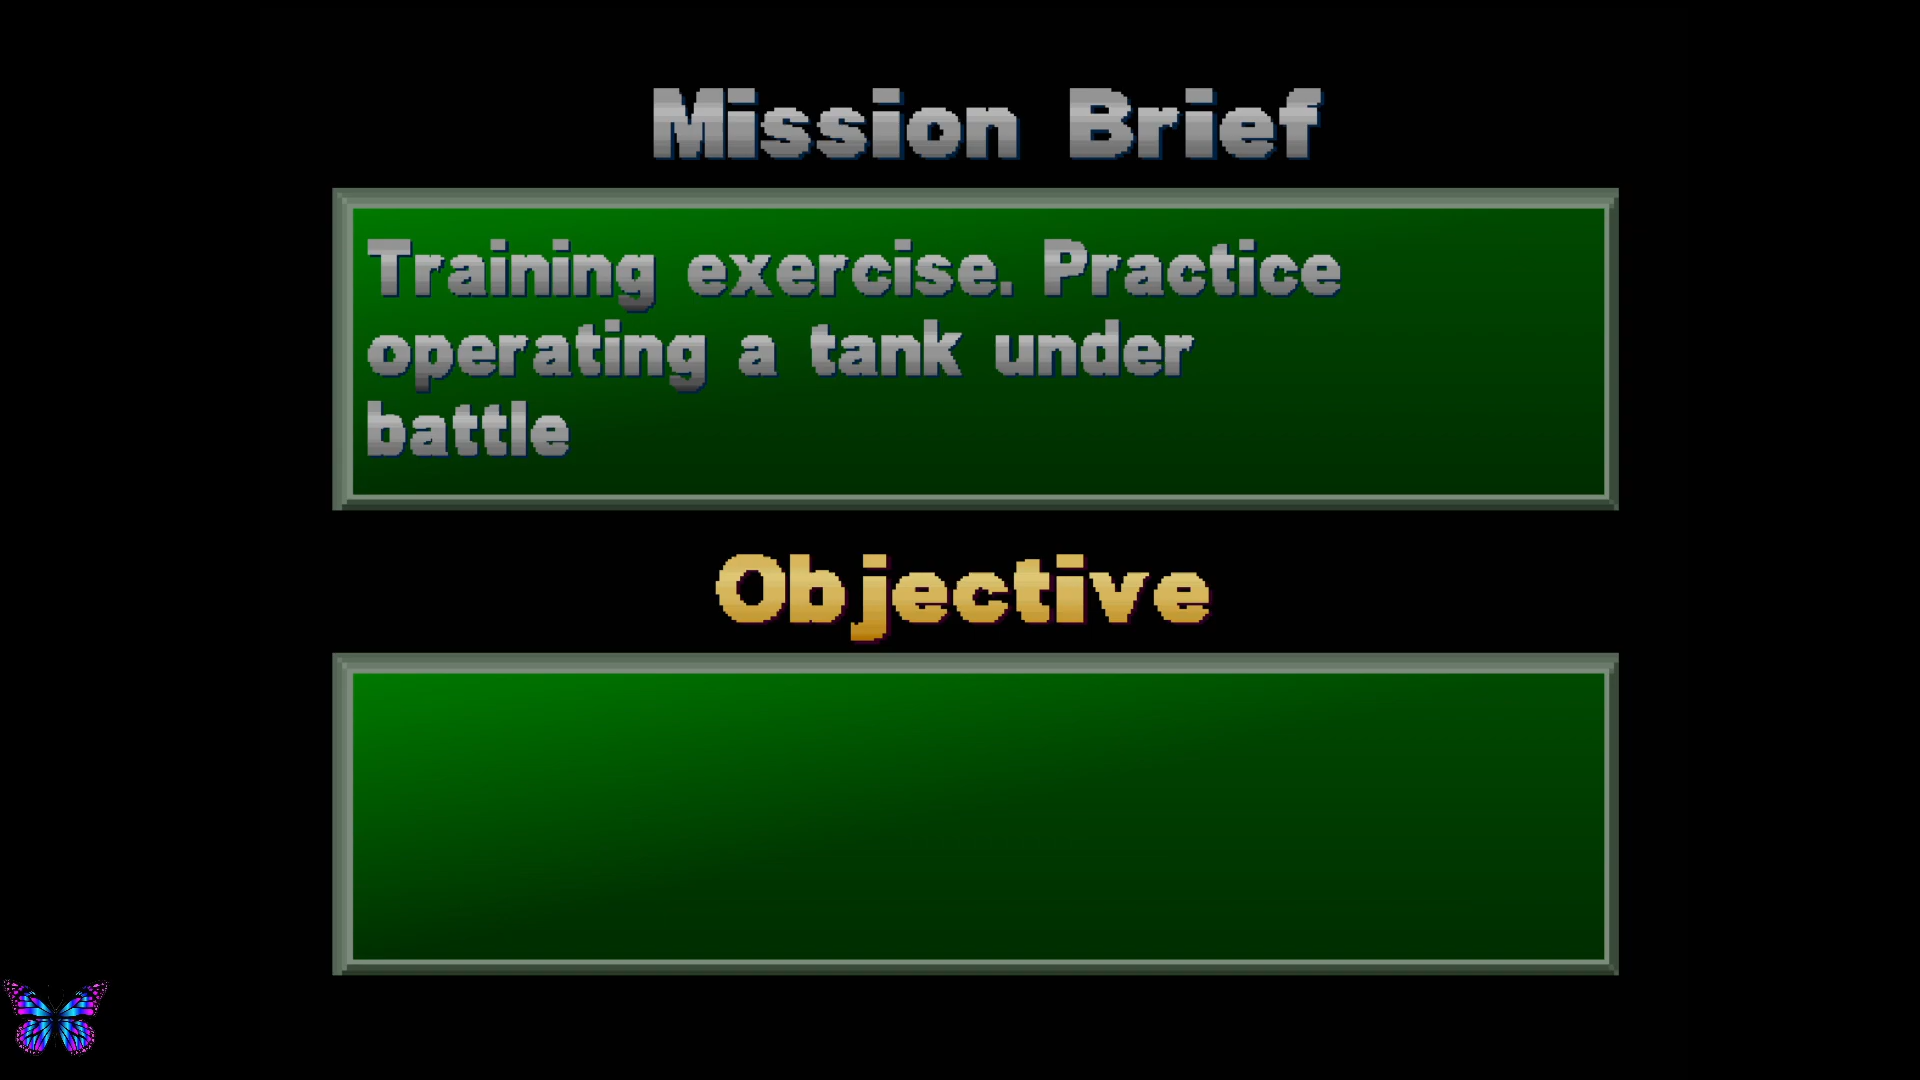 Mission Brief
Training exercise. Practice
operating a tank under
battle
Objective